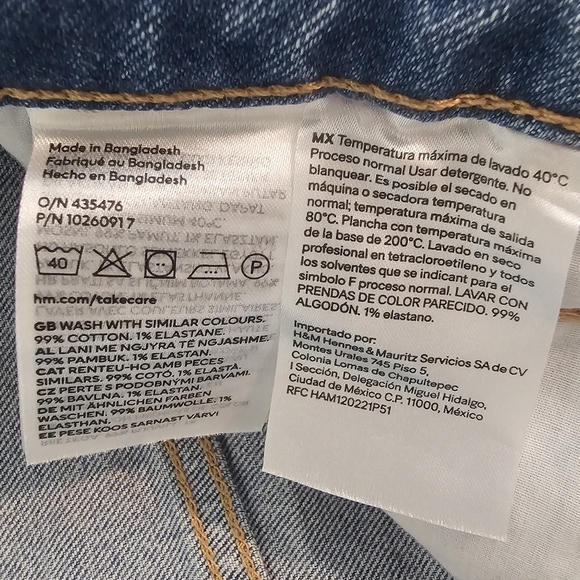 Made in Bangladesh
Fabriqué au Bangladesh
Hecho en Bangladesh
O/N 435476
P/N 10260917
40
P
hm.com/takecare
GB WASH WITH SIMILAR COLOURS.
99% COTTON. 1% ELASTANE.
AL LANI ME NGJYRA TË NGJASHME.
99% PAMBUK. 1% ELASTAN.
CAT RENTEU-HO AMB PECES
SIMILARS. 99% COTÓ. 1% ELASTÀ.
CZ PERTE S PODOBNÝMI BARVAMI.
99% BAVLNA. 1% ELASTAN.
DE MIT ÄHNLICHEN FARBEN
WASCHEN. 99% BAUMWOLLE. 1%
ELASTHAN.
EE PESE KOOS SARNAST VÄRVI
MX Temperatura máxima de lavado 40°C
Proceso normal Usar detergente. No
blanquear. Es posible el secado en
máquina o secadora temperatura
normal; temperatura máxima de salida
80°C. Plancha con temperatura máxima
de la base de 200°C. Lavado en seco
profesional en tetracloroetileno y todos
los solventes que se indican para el
simbolo F proceso normal. LAVAR CON
PRENDAS DE COLOR PARECIDO. 99%
ALGODÓN. 1% elastano.
Importado por:
H&M Hennes & Mauritz Servicios SA de CV
Montes Urales 745 Piso 5,
Colonia Lomas de Chapultepec
I Sección, Delegación Miguel Hidalgo,
Ciudad de México C.P. 11000, México
RFC HAM120221P51